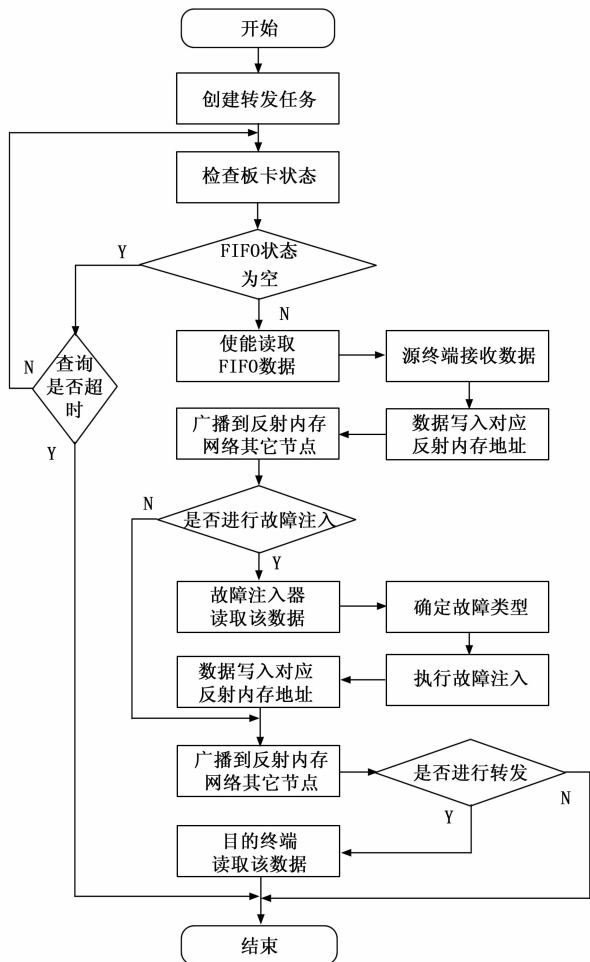 开始
创建转发任务
检查板卡状态
Y
FIFO状态
为空
N
N
查询
是否超
时
Y
使能读取
FIFO数据
源终端接收数据
广播到反射内存
网络其它节点
数据写入对应
反射内存地址
N
是否进行故障注入
Y
故障注入器
读取该数据
确定故障类型
数据写入对应
反射内存地址
执行故障注入
广播到反射内存
网络其它节点
是否进行转发
N
Y
目的终端
读取该数据
结束